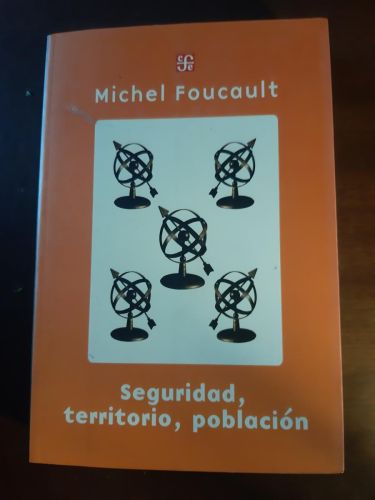 Michel Foucault
Seguridad,
territorio, población